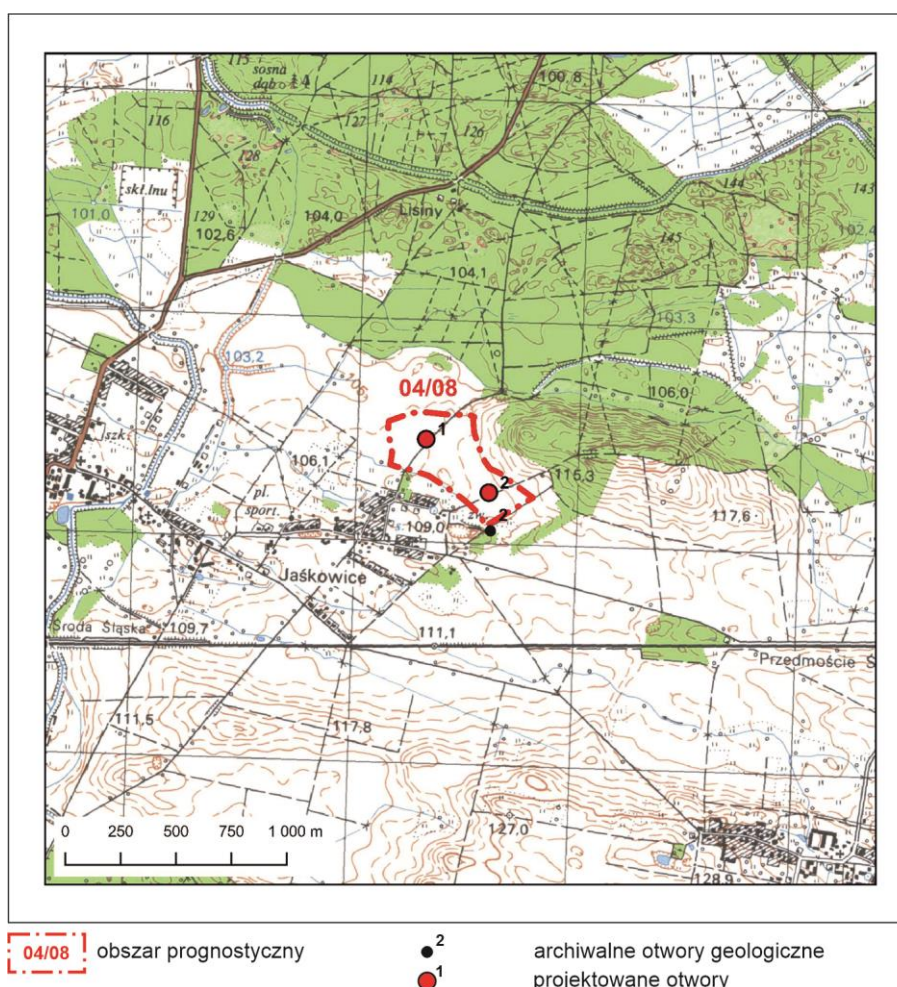 115
sosna
dąb
114
100,8
116
127
126
128
skł.lnu
144
143
101,0
129
104,0
Lisiny
102,6
145
102,4
104,1
103,3
103,2
04/08
106,0
1
szk.
106,1
2
115,3
pl.
sport.
109,0
117,6
2
Jaśkowice
Środa Śląska
109,7
111,1
Przedmoście Ś
111,5
117,8
0 250 500 750 1 000 m
127,0
128,9
04/08 obszar prognostyczny
2 archiwalne otwory geologiczne
1 projektowane otwory